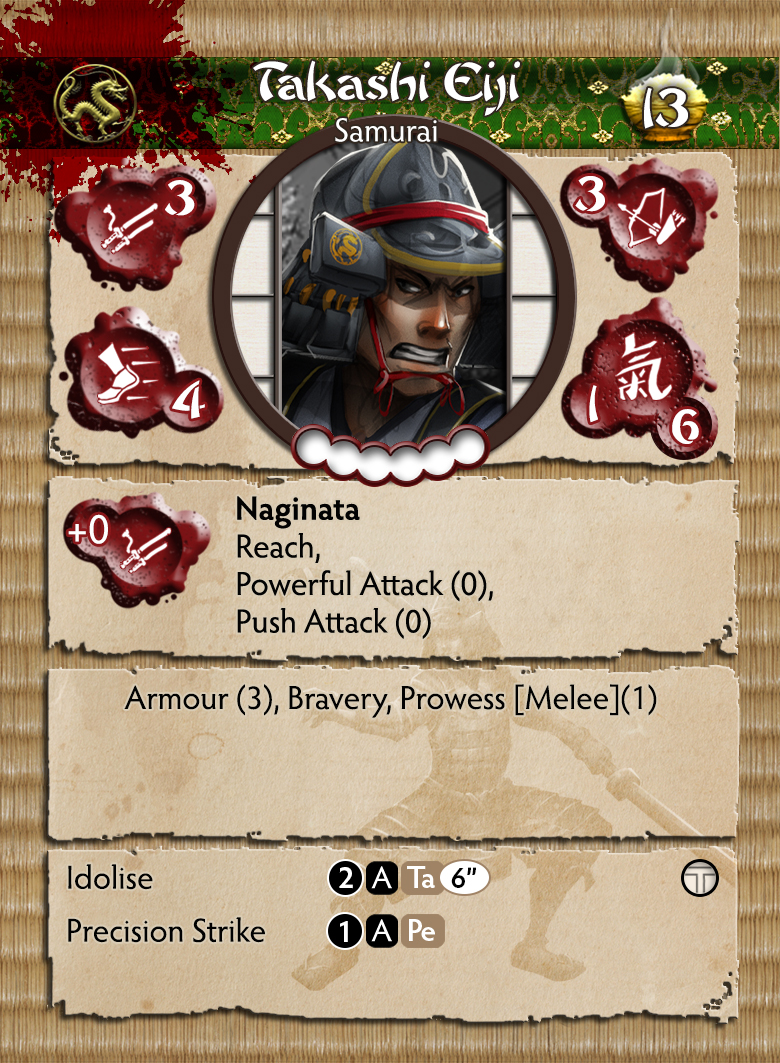 Takashi Eiji
13
Samurai
3
3
4
氣
1
6
+0
Naginata
Reach,
Powerful Attack (0),
Push Attack (0)
Armour (3), Bravery, Prowess [Melee](1)
Idolise 2 A Ta 6"
Precision Strike 1 A Pe